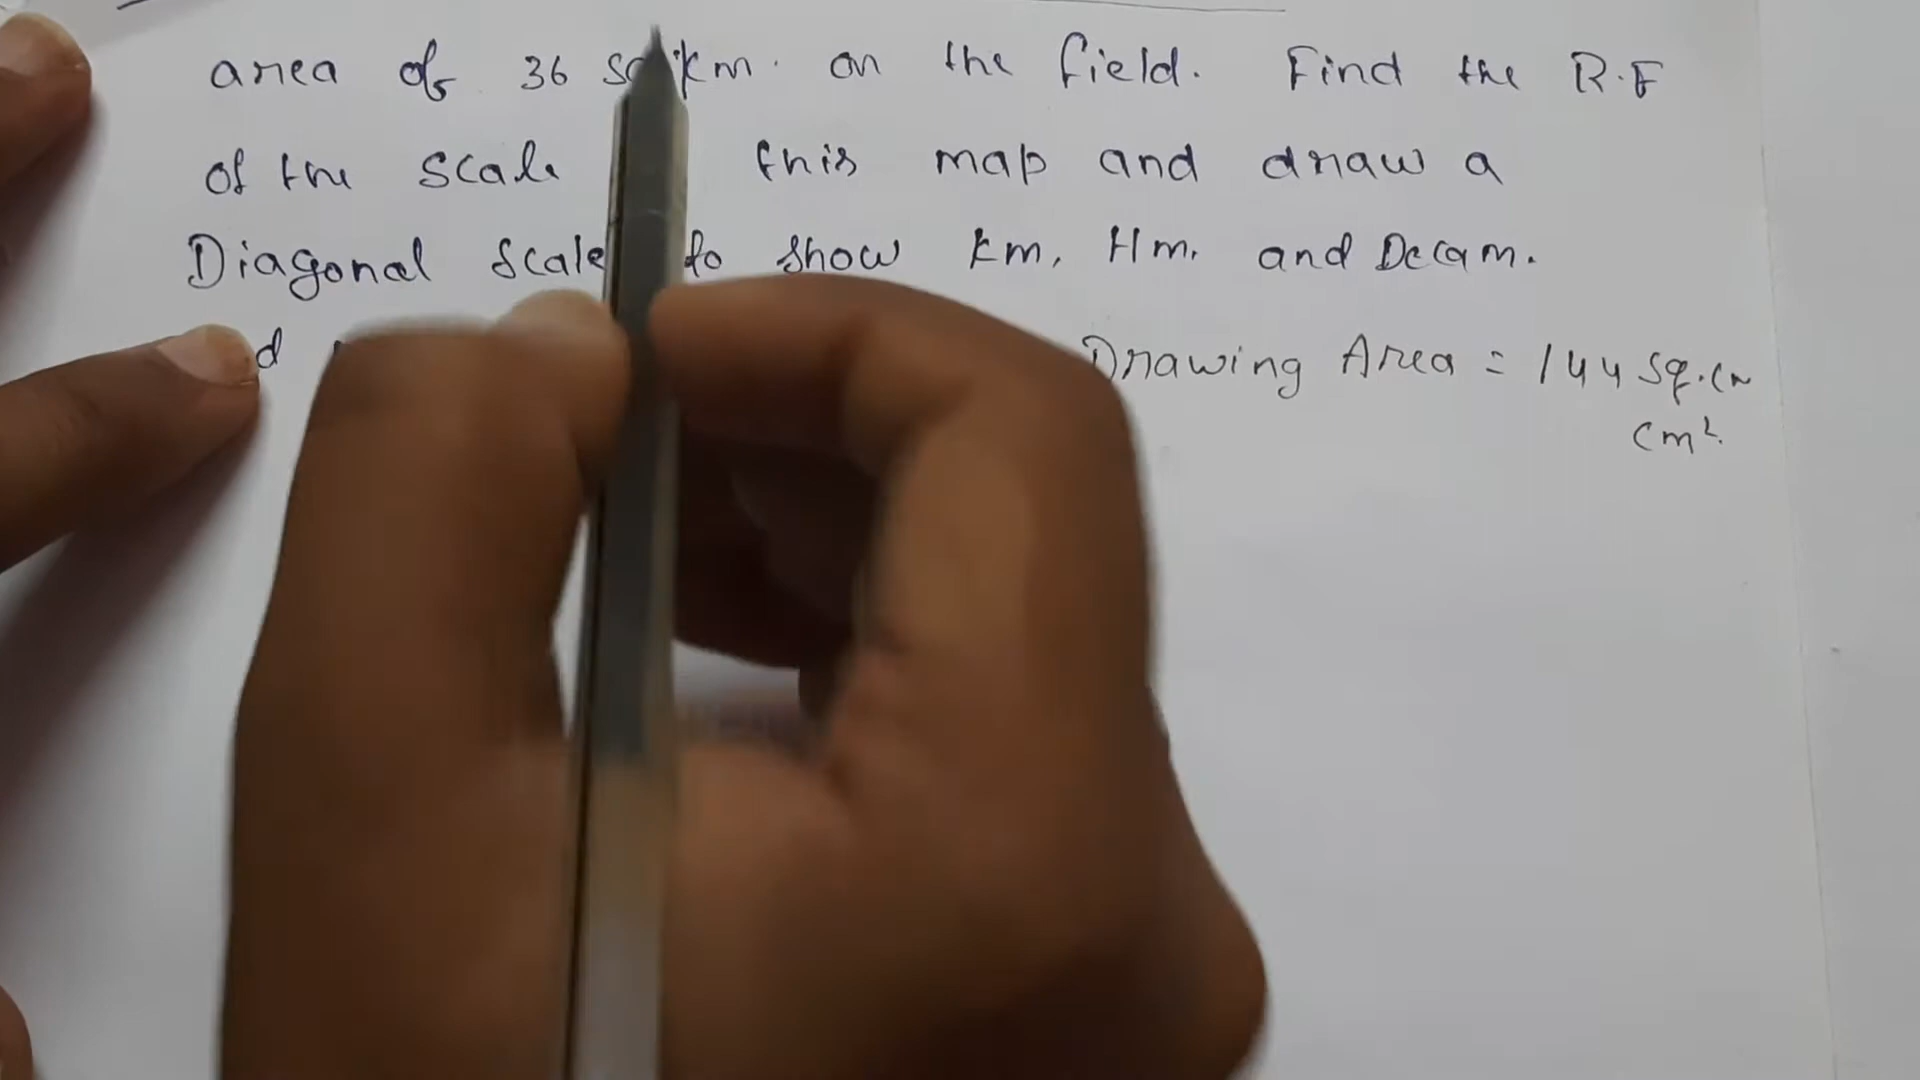 area of 36 km. on the field. Find the R.F
of the scale this map and draw a
Diagonal Scale to show km, Hm. and Decam.
Drawing Area = 144 sq.cm
cm².